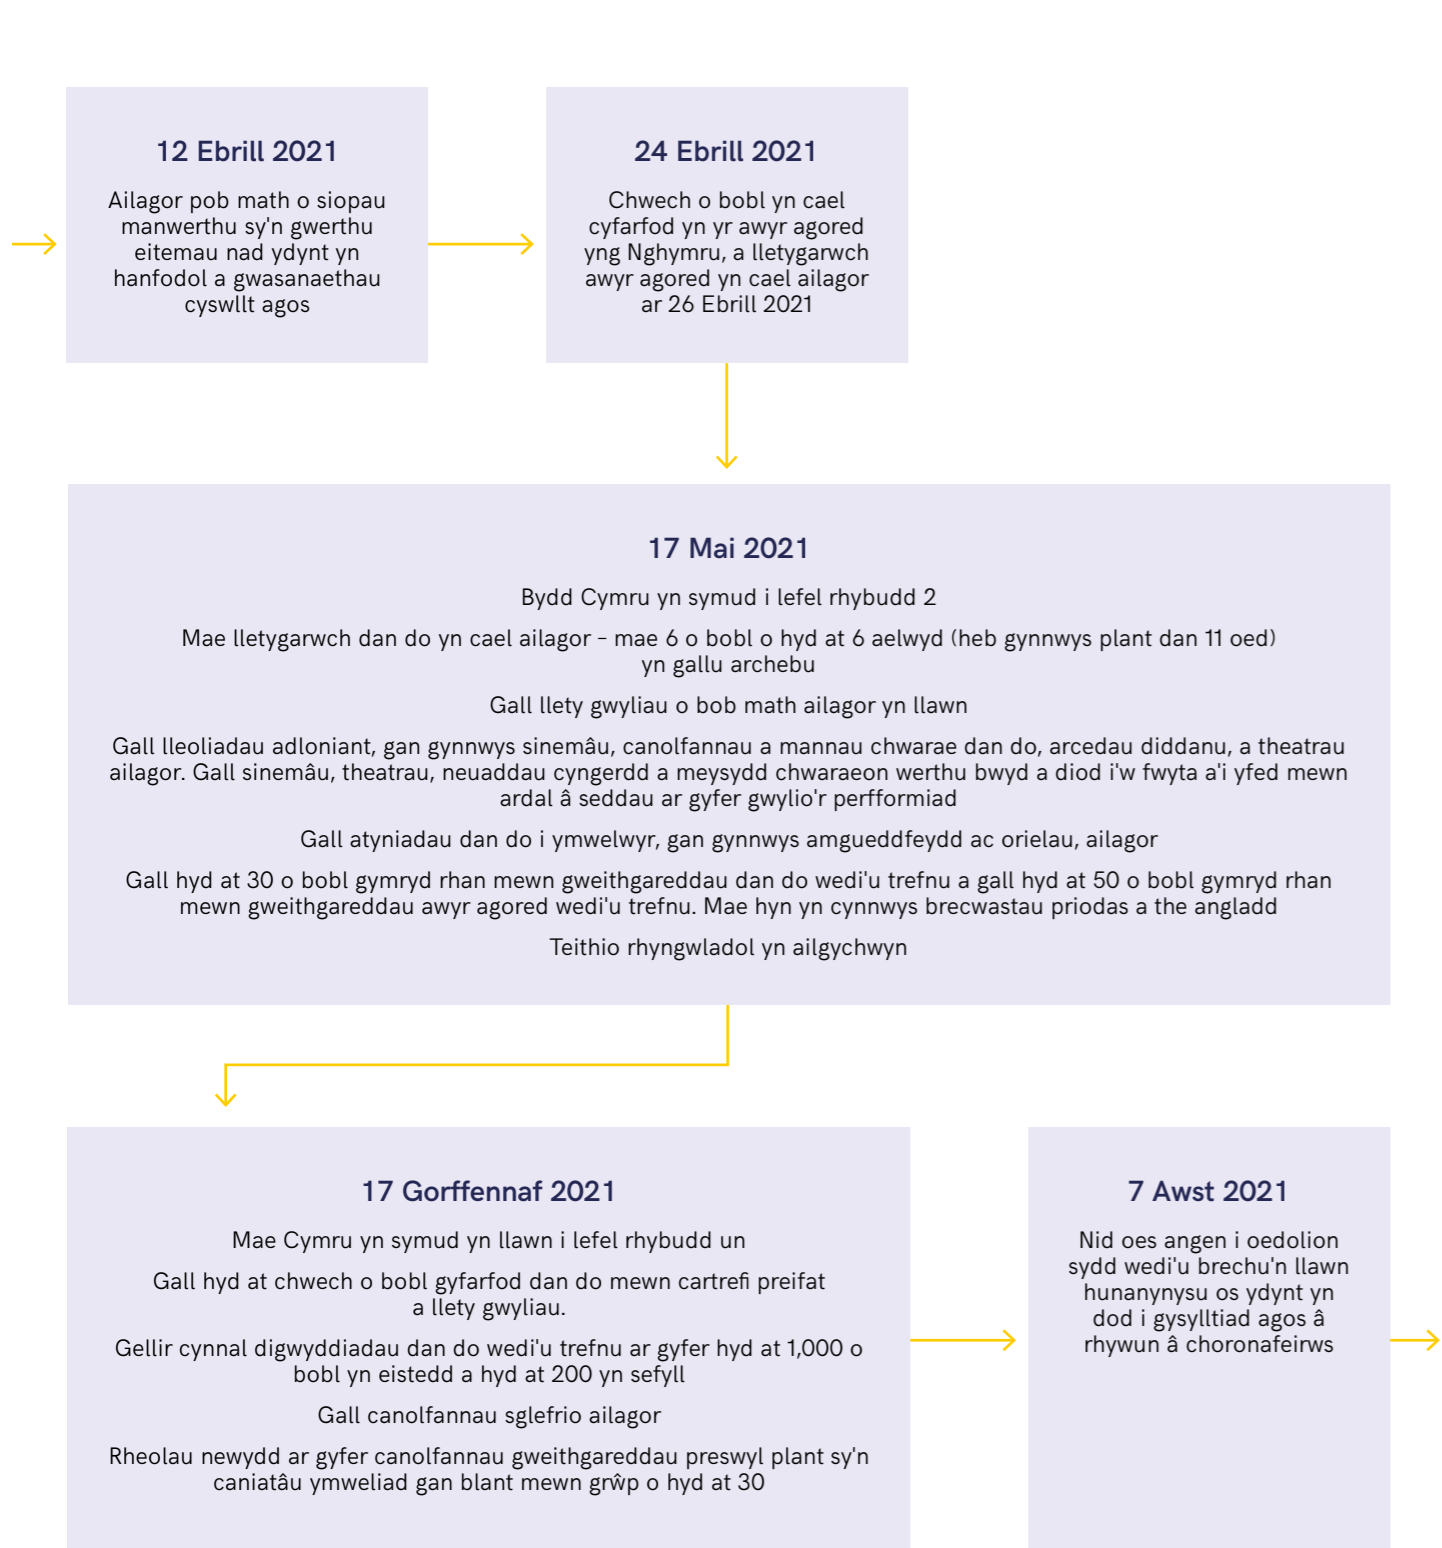 12 Ebrill 2021
Ailagor pob math o siopau
manwerthu sy'n gwerthu
eitemau nad ydynt yn
hanfodol a gwasanaethau
cyswllt agos
24 Ebrill 2021
Chwech o bobl yn cael
cyfarfod yn yr awyr agored
yng Nghymru, a lletygarwch
awyr agored yn cael ailagor
ar 26 Ebrill 2021
17 Mai 2021
Bydd Cymru yn symud i lefel rhybudd 2
Mae lletygarwch dan do yn cael ailagor – mae 6 o bobl o hyd at 6 aelwyd (heb gynnwys plant dan 11 oed)
yn gallu archebu
Gall llety gwyliau o bob math ailagor yn llawn
Gall lleoliadau adloniant, gan gynnwys sinemâu, canolfannau a mannau chwarae dan do, arcedau diddanu, a theatrau
ailagor. Gall sinemâu, theatrau, neuaddau cyngerdd a meysydd chwaraeon werthu bwyd a diod i'w fwyta a'i yfed mewn
ardal â seddau ar gyfer gwylio'r perfformiad
Gall atyniadau dan do i ymwelwyr, gan gynnwys amgueddfeydd ac orielau, ailagor
Gall hyd at 30 o bobl gymryd rhan mewn gweithgareddau dan do wedi'u trefnu a gall hyd at 50 o bobl gymryd rhan
mewn gweithgareddau awyr agored wedi'u trefnu. Mae hyn yn cynnwys brecwastau priodas a the angladd
Teithio rhyngwladol yn ailgychwyn
17 Gorffennaf 2021
Mae Cymru yn symud yn llawn i lefel rhybudd un
Gall hyd at chwech o bobl gyfarfod dan do mewn cartrefi preifat
a llety gwyliau.
Gellir cynnal digwyddiadau dan do wedi'u trefnu ar gyfer hyd at 1,000 o
bobl yn eistedd a hyd at 200 yn sefyll
Gall canolfannau sglefrio ailagor
Rheolau newydd ar gyfer canolfannau gweithgareddau preswyl plant sy'n
caniatâu ymweliad gan blant mewn grŵp o hyd at 30
7 Awst 2021
Nid oes angen i oedolion
sydd wedi'u brechu'n llawn
hunanynysu os ydynt yn
dod i gysylltiad agos â
rhywun â choronafeirws